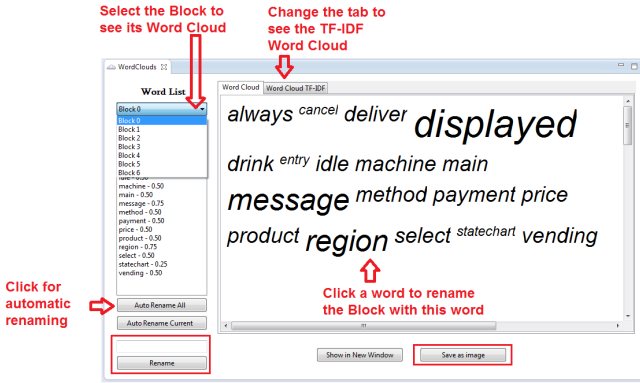 Select the Block to
see its Word Cloud
Change the tab to
see the TF-IDF
Word Cloud
WordClouds
Word List
Block 0
Block 0
Block 1
Block 2
Block 3
Block 4
Block 5
Block 6
idle - 0.50
machine - 0.50
main - 0.50
message - 0.75
method - 0.50
payment - 0.50
price - 0.50
product - 0.50
region - 0.75
select - 0.50
statechart - 0.25
vending - 0.50
Word Cloud Word Cloud TF-IDF
always cancel deliver displayed
drink entry idle machine main
message method payment price
product region select statechart vending
Click a word to rename
the Block with this word
Click for
automatic
renaming
Auto Rename All
Auto Rename Current
Rename
Show in New Window
Save as image